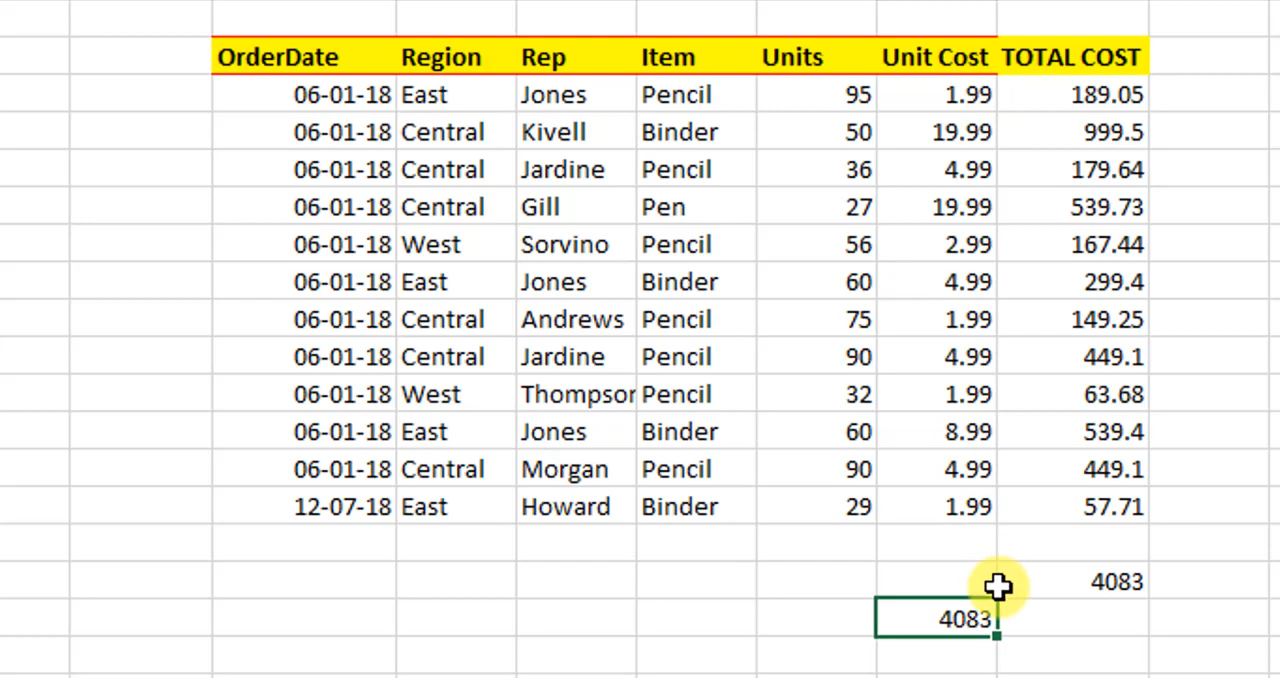 OrderDate Region Rep Item Units Unit Cost TOTAL COST
06-01-18 East Jones Pencil 95 1.99 189.05
06-01-18 Central Kivell Binder 50 19.99 999.5
06-01-18 Central Jardine Pencil 36 4.99 179.64
06-01-18 Central Gill Pen 27 19.99 539.73
06-01-18 West Sorvino Pencil 56 2.99 167.44
06-01-18 East Jones Binder 60 4.99 299.4
06-01-18 Central Andrews Pencil 75 1.99 149.25
06-01-18 Central Jardine Pencil 90 4.99 449.1
06-01-18 West Thompson Pencil 32 1.99 63.68
06-01-18 East Jones Binder 60 8.99 539.4
06-01-18 Central Morgan Pencil 90 4.99 449.1
12-07-18 East Howard Binder 29 1.99 57.71
4083
4083